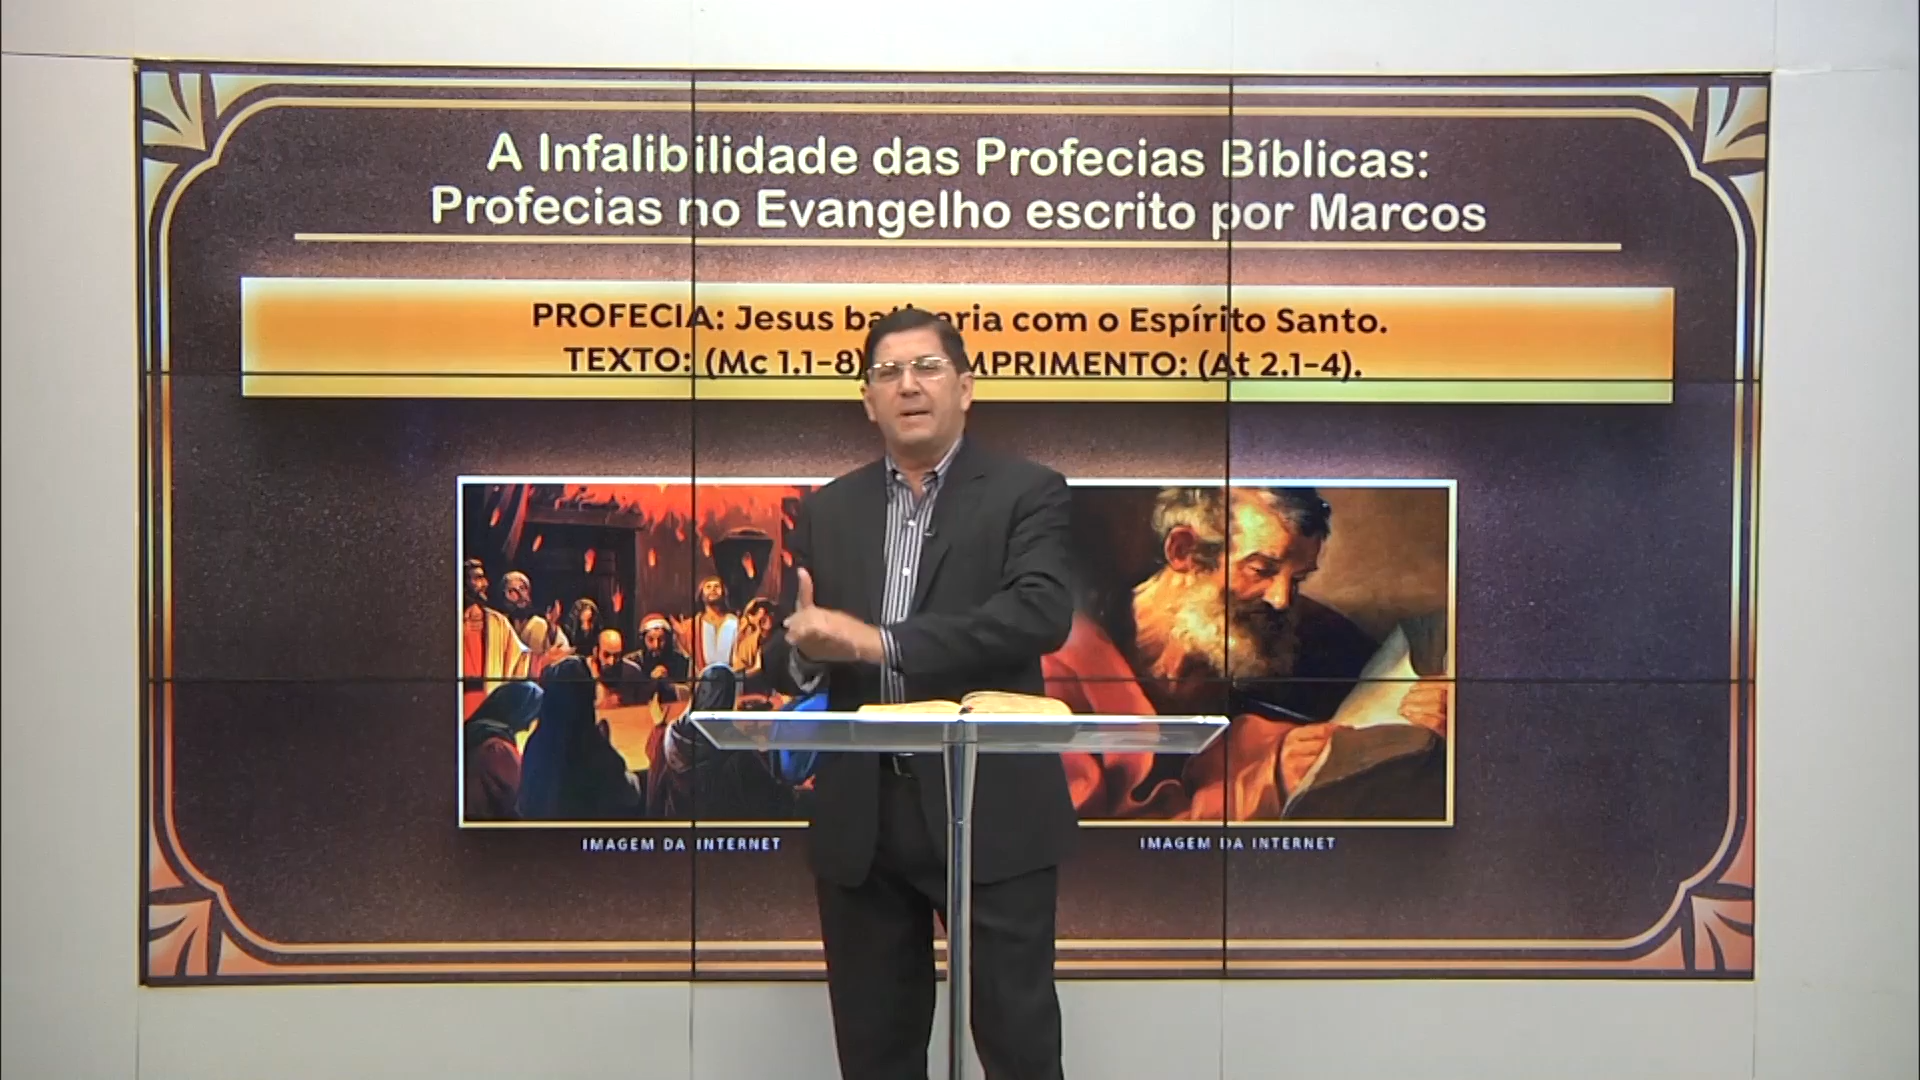 A Infalibilidade das Profecias Bíblicas:
Profecias no Evangelho escrito por Marcos
PROFECIA: Jesus com o Espírito Santo.
TEXTO: (Mc 1.1-8) (At 2.1-4).
IMAGEM DA INTERNET
IMAGEM DA INTERNET